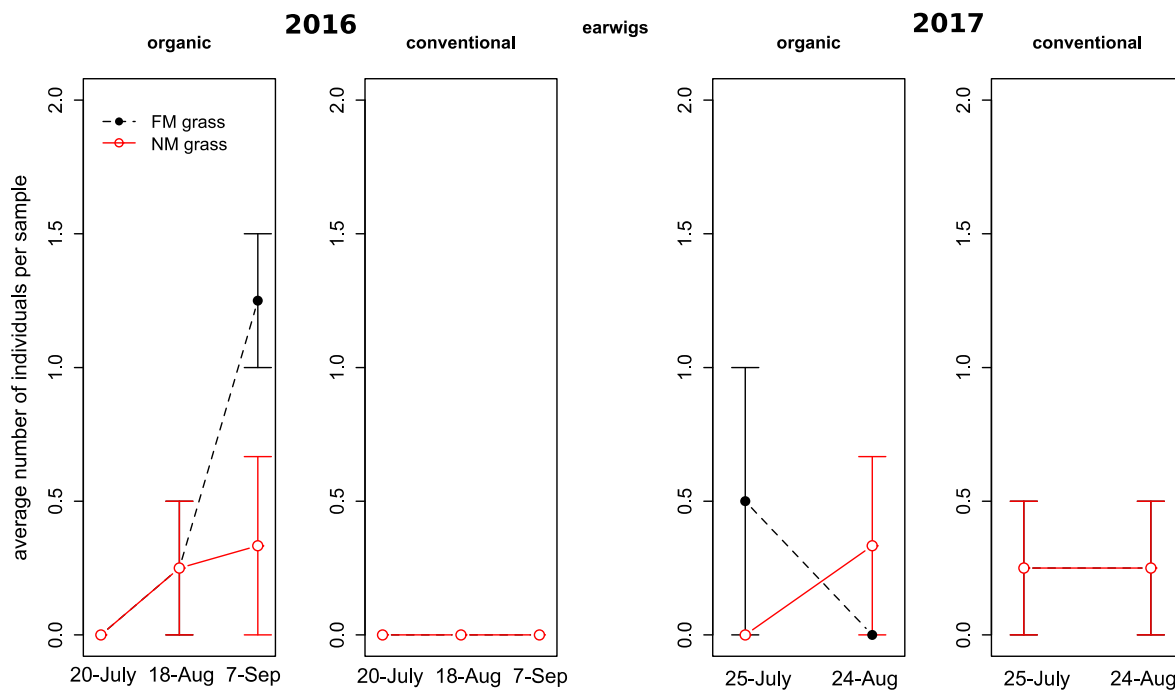 2016
earwigs
2017
organic
conventional
organic
conventional
average number of individuals per sample
2.0
1.5
1.0
0.5
0.0
FM grass
NM grass
20-July 18-Aug 7-Sep
2.0
1.5
1.0
0.5
0.0
20-July 18-Aug 7-Sep
2.0
1.5
1.0
0.5
0.0
25-July 24-Aug
2.0
1.5
1.0
0.5
0.0
25-July 24-Aug